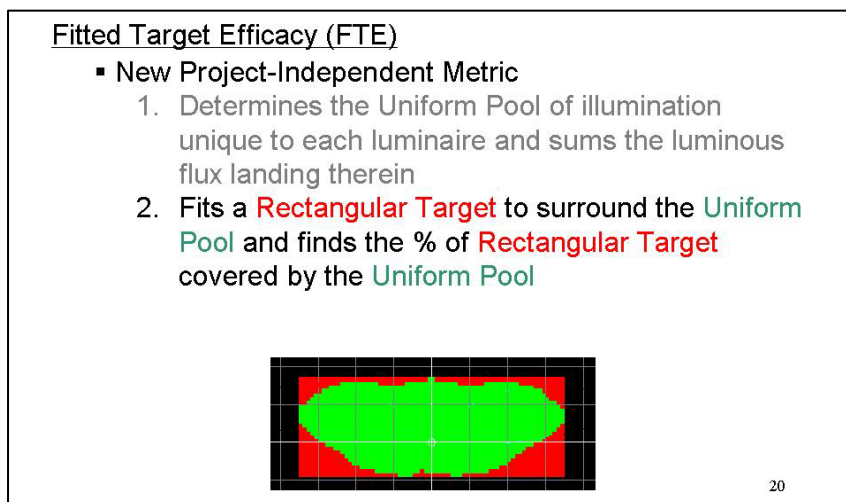 Fitted Target Efficacy (FTE)
▪ New Project-Independent Metric
1. Determines the Uniform Pool of illumination
unique to each luminaire and sums the luminous
flux landing therein
2. Fits a Rectangular Target to surround the Uniform
Pool and finds the % of Rectangular Target
covered by the Uniform Pool
20